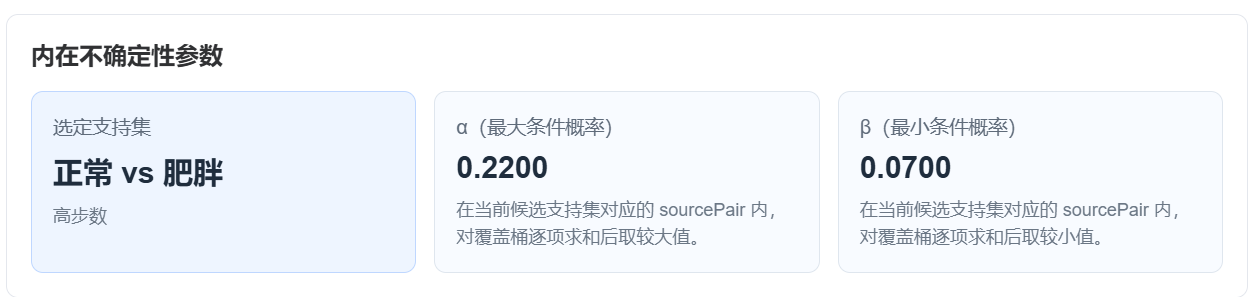 内在不确定性参数
选定支持集
正常 vs 肥胖
高步数
α（最大条件概率）
0.2200
在当前候选支持集对应的 sourcePair 内，
对覆盖桶逐项求和后取较大值。
β（最小条件概率）
0.0700
在当前候选支持集对应的 sourcePair 内，
对覆盖桶逐项求和后取较小值。